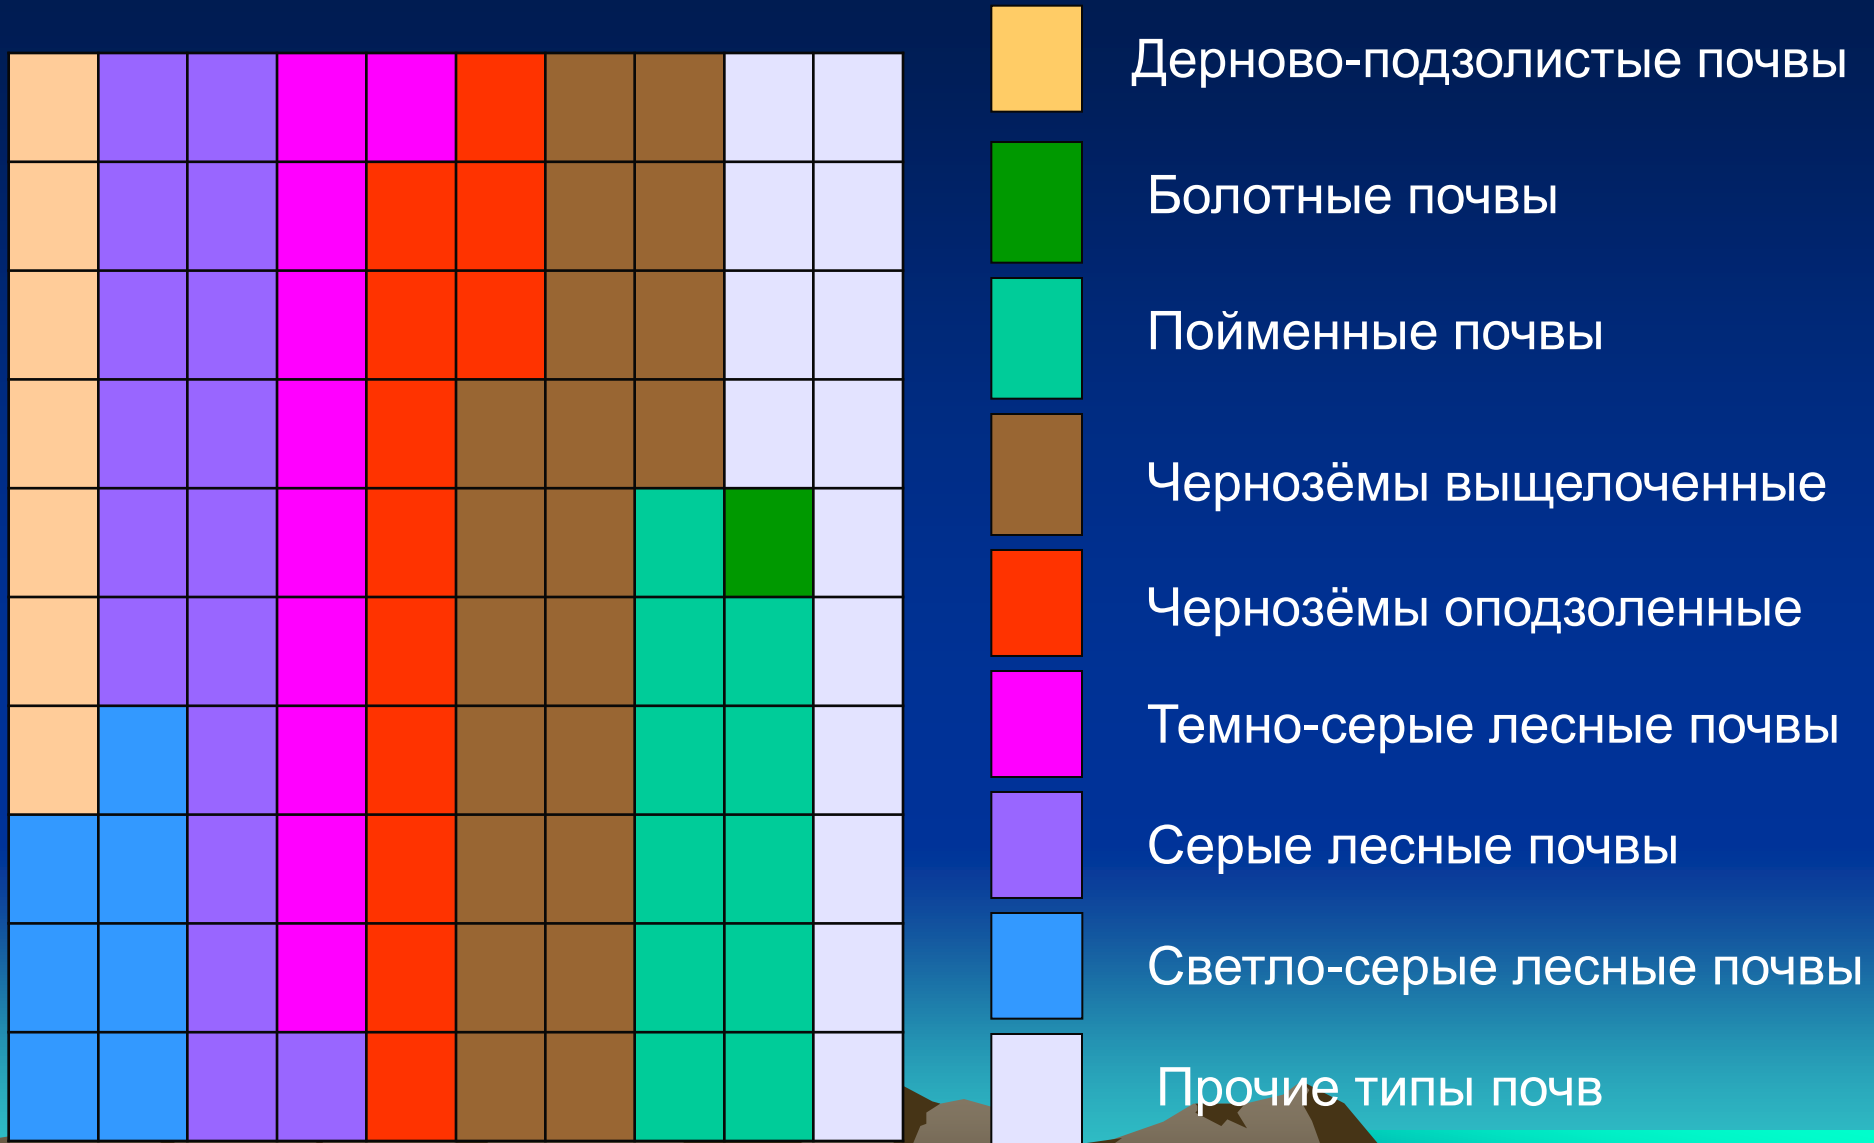 Дерново-подзолистые почвы
Болотные почвы
Пойменные почвы
Чернозёмы выщелоченные
Чернозёмы оподзоленные
Темно-серые лесные почвы
Серые лесные почвы
Светло-серые лесные почвы
Прочие типы почв